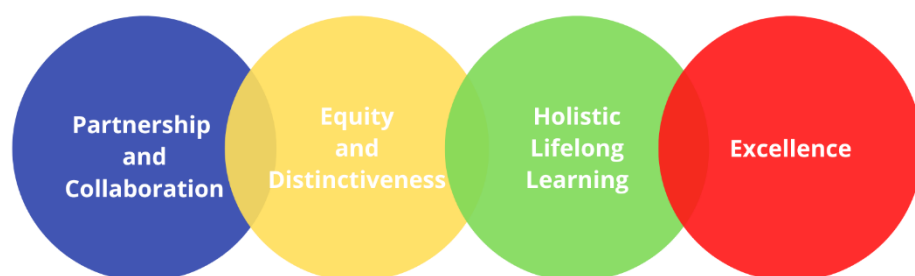 Partnership
and
Collaboration
Equity
and
Distinctiveness
Holistic
Lifelong
Learning
Excellence